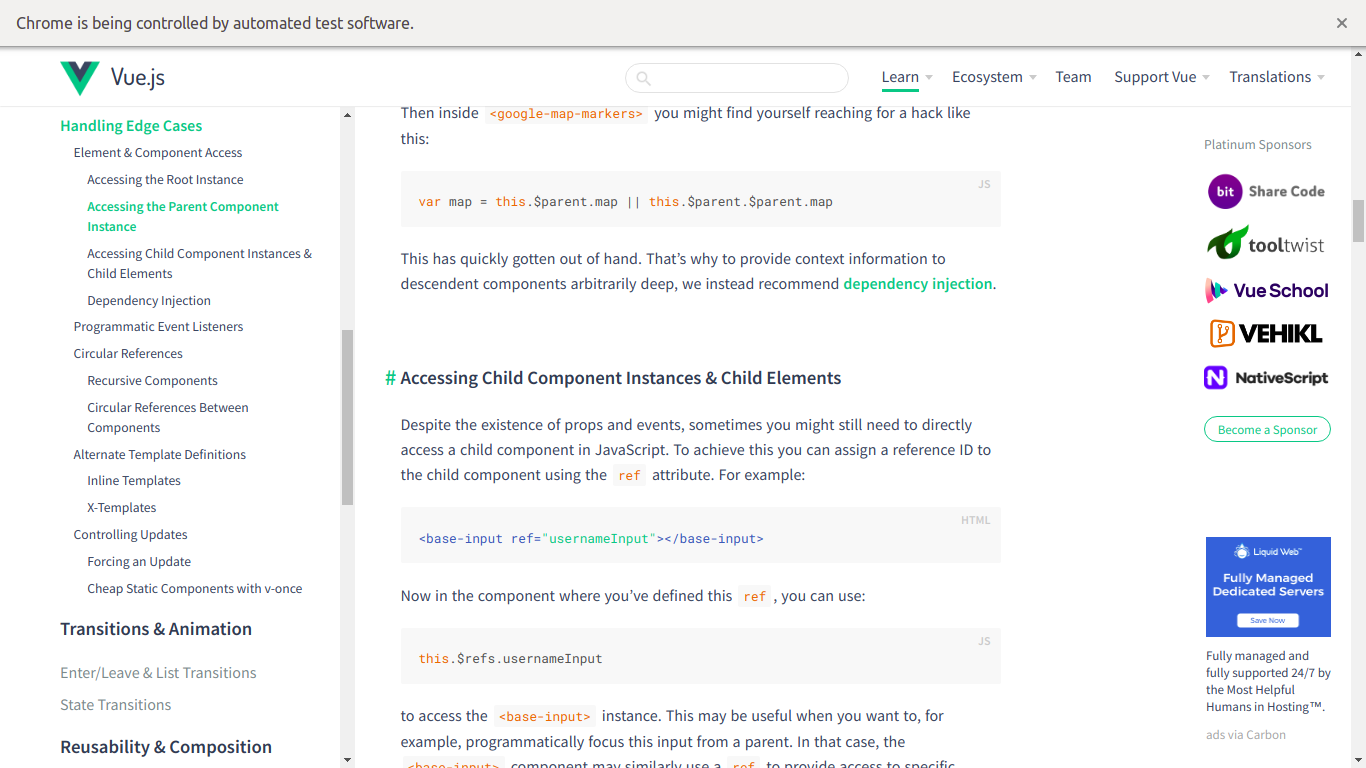 Chrome is being controlled by automated test software.
Vue.js
Learn
Ecosystem
Team
Support Vue
Translations
Handling Edge Cases
Element & Component Access
Accessing the Root Instance
Accessing the Parent Component
Instance
Accessing Child Component Instances &
Child Elements
Dependency Injection
Programmatic Event Listeners
Circular References
Recursive Components
Circular References Between
Components
Alternate Template Definitions
Inline Templates
X-Templates
Controlling Updates
Forcing an Update
Cheap Static Components with v-once
Transitions & Animation
Enter/Leave & List Transitions
State Transitions
Reusability & Composition
Then inside <google-map-markers> you might find yourself reaching for a hack like
this:
JS
var map = this.$parent.map || this.$parent.$parent.map
This has quickly gotten out of hand. That’s why to provide context information to
descendent components arbitrarily deep, we instead recommend dependency injection.
# Accessing Child Component Instances & Child Elements
Despite the existence of props and events, sometimes you might still need to directly
access a child component in JavaScript. To achieve this you can assign a reference ID to
the child component using the ref attribute. For example:
HTML
<base-input ref="usernameInput"></base-input>
Now in the component where you’ve defined this ref , you can use:
JS
this.$refs.usernameInput
to access the <base-input> instance. This may be useful when you want to, for
example, programmatically focus this input from a parent. In that case, the
<base-input> component may similarly use a ref to provide access to specific
Platinum Sponsors
bit Share Code
tooltwist
Vue School
VEHIKL
NativeScript
Become a Sponsor
Liquid Web™
Fully Managed
Dedicated Servers
Save Now
Fully managed and
fully supported 24/7 by
the Most Helpful
Humans in Hosting™.
ads via Carbon